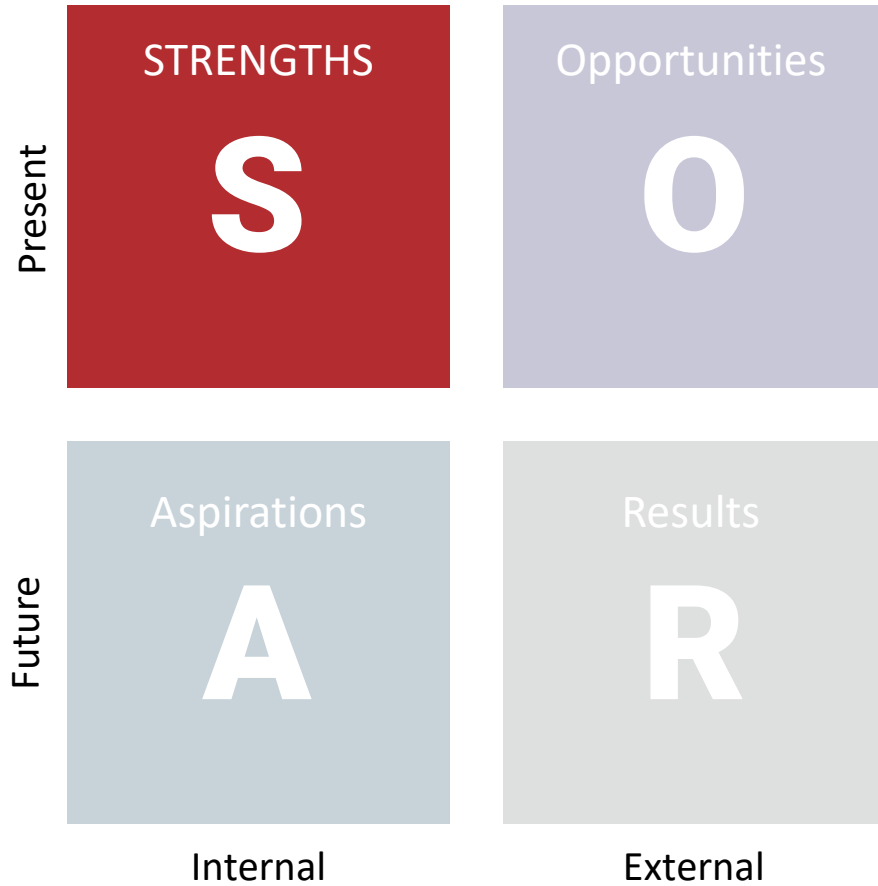 STRENGTHS
S
Opportunities
O
Present
Aspirations
A
Results
R
Future
Internal
External